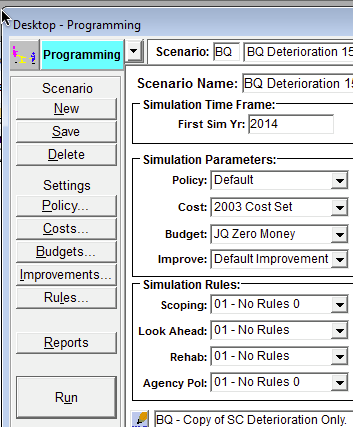 Desktop - Programming
Programming
Scenario: BQ BQ Deterioration 15
Scenario
New
Save
Delete
Settings
Policy...
Costs...
Budgets...
Improvements...
Rules...
Reports
Run
Scenario Name: BQ Deterioration 15
Simulation Time Frame:
First Sim Yr: 2014
Simulation Parameters:
Policy: Default
Cost: 2003 Cost Set
Budget: JQ Zero Money
Improve: Default Improvement
Simulation Rules:
Scoping: 01 - No Rules 0
Look Ahead: 01 - No Rules
Rehab: 01 - No Rules
Agency Pol: 01 - No Rules 0
BQ - Copy of SC Deterioration Only.